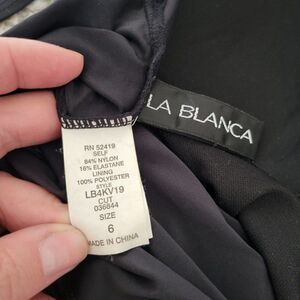 LA BLANCA
RN 52419
SELF
84% NYLON
16% ELASTANE
LINING
100% POLYESTER
STYLE
LB4KV19
CUT
036844
SIZE
6
MADE IN CHINA